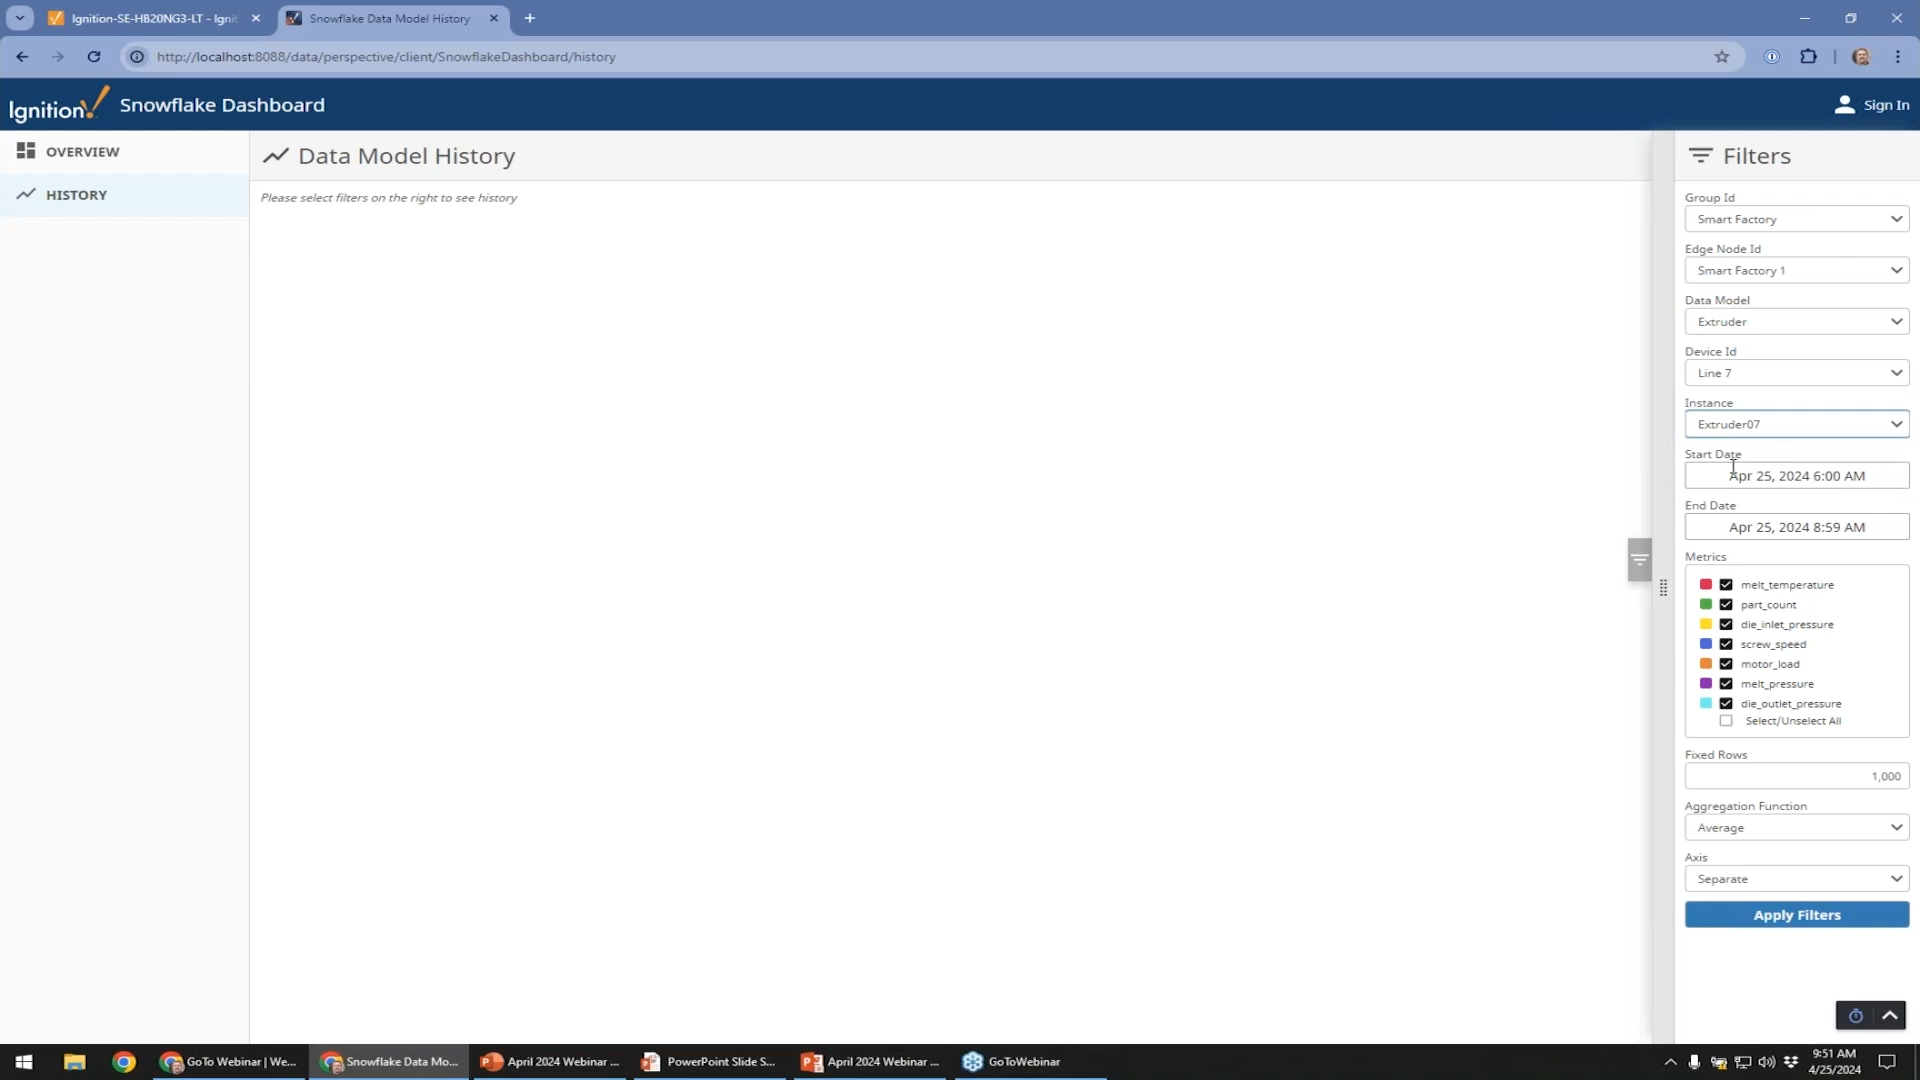 Ignition-SE-HB20NG3-LT - Ignit
Snowflake Data Model History
http://localhost:8088/data/perspective/client/SnowflakeDashboard/history
Ignition! Snowflake Dashboard
Sign In
OVERVIEW
HISTORY
Data Model History
Please select filters on the right to see history
Filters
Group Id
Smart Factory
Edge Node Id
Smart Factory 1
Data Model
Extruder
Device Id
Line 7
Instance
Extruder07
Start Date
Apr 25, 2024 6:00 AM
End Date
Apr 25, 2024 8:59 AM
Metrics
melt_temperature
part_count
die_inlet_pressure
screw_speed
motor_load
melt_pressure
die_outlet_pressure
Select/Unselect All
Fixed Rows
1,000
Aggregation Function
Average
Axis
Separate
Apply Filters
GoTo Webinar | We...
Snowflake Data Mo...
April 2024 Webinar ...
PowerPoint Slide S...
April 2024 Webinar ...
GoToWebinar
9:51 AM
4/25/2024